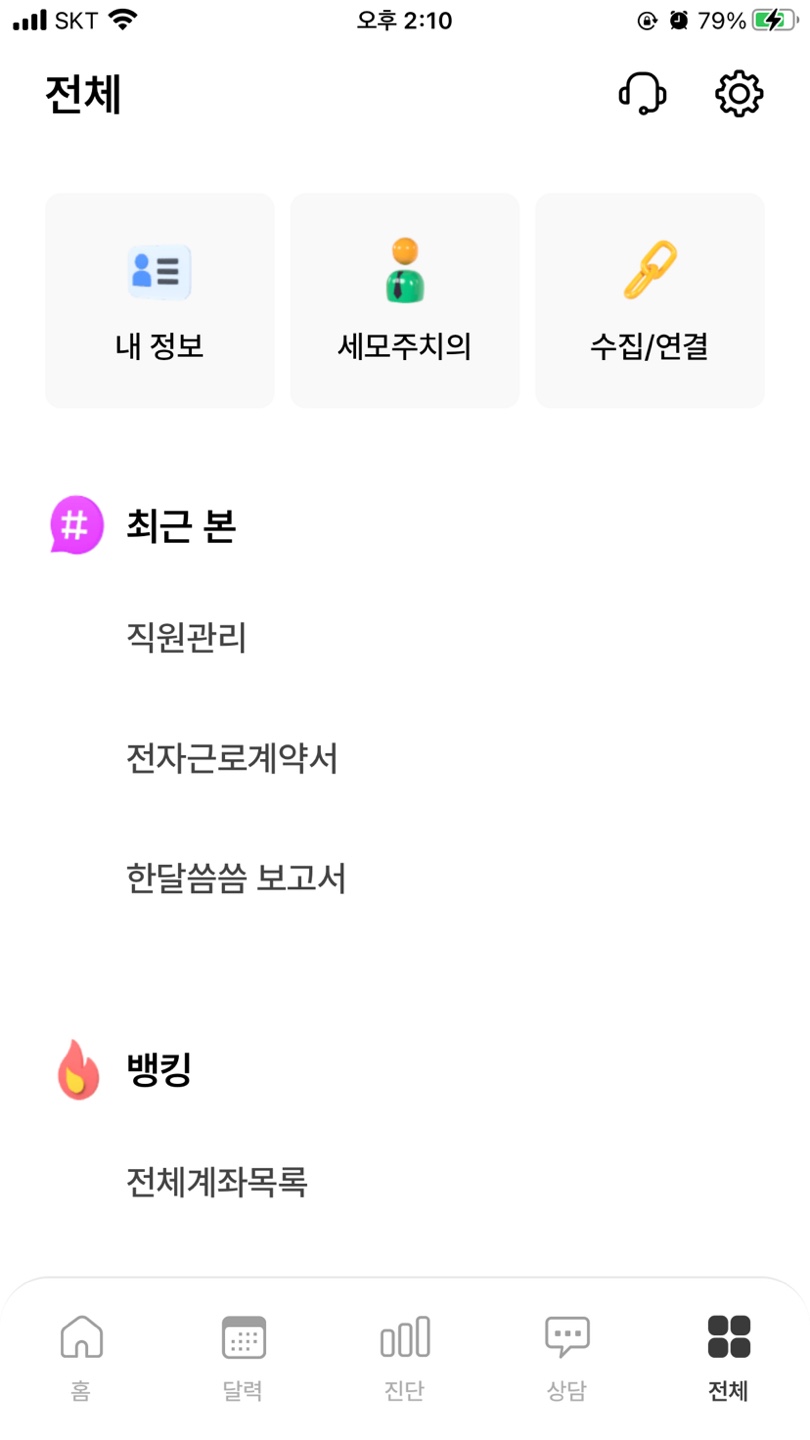 SKT 오후 2:10 79%
전체
내 정보 세모주치의 수집/연결
# 최근 본
직원관리
전자근로계약서
한달씀씀 보고서
뱅킹
전체계좌목록
홈 달력 진단 상담 전체